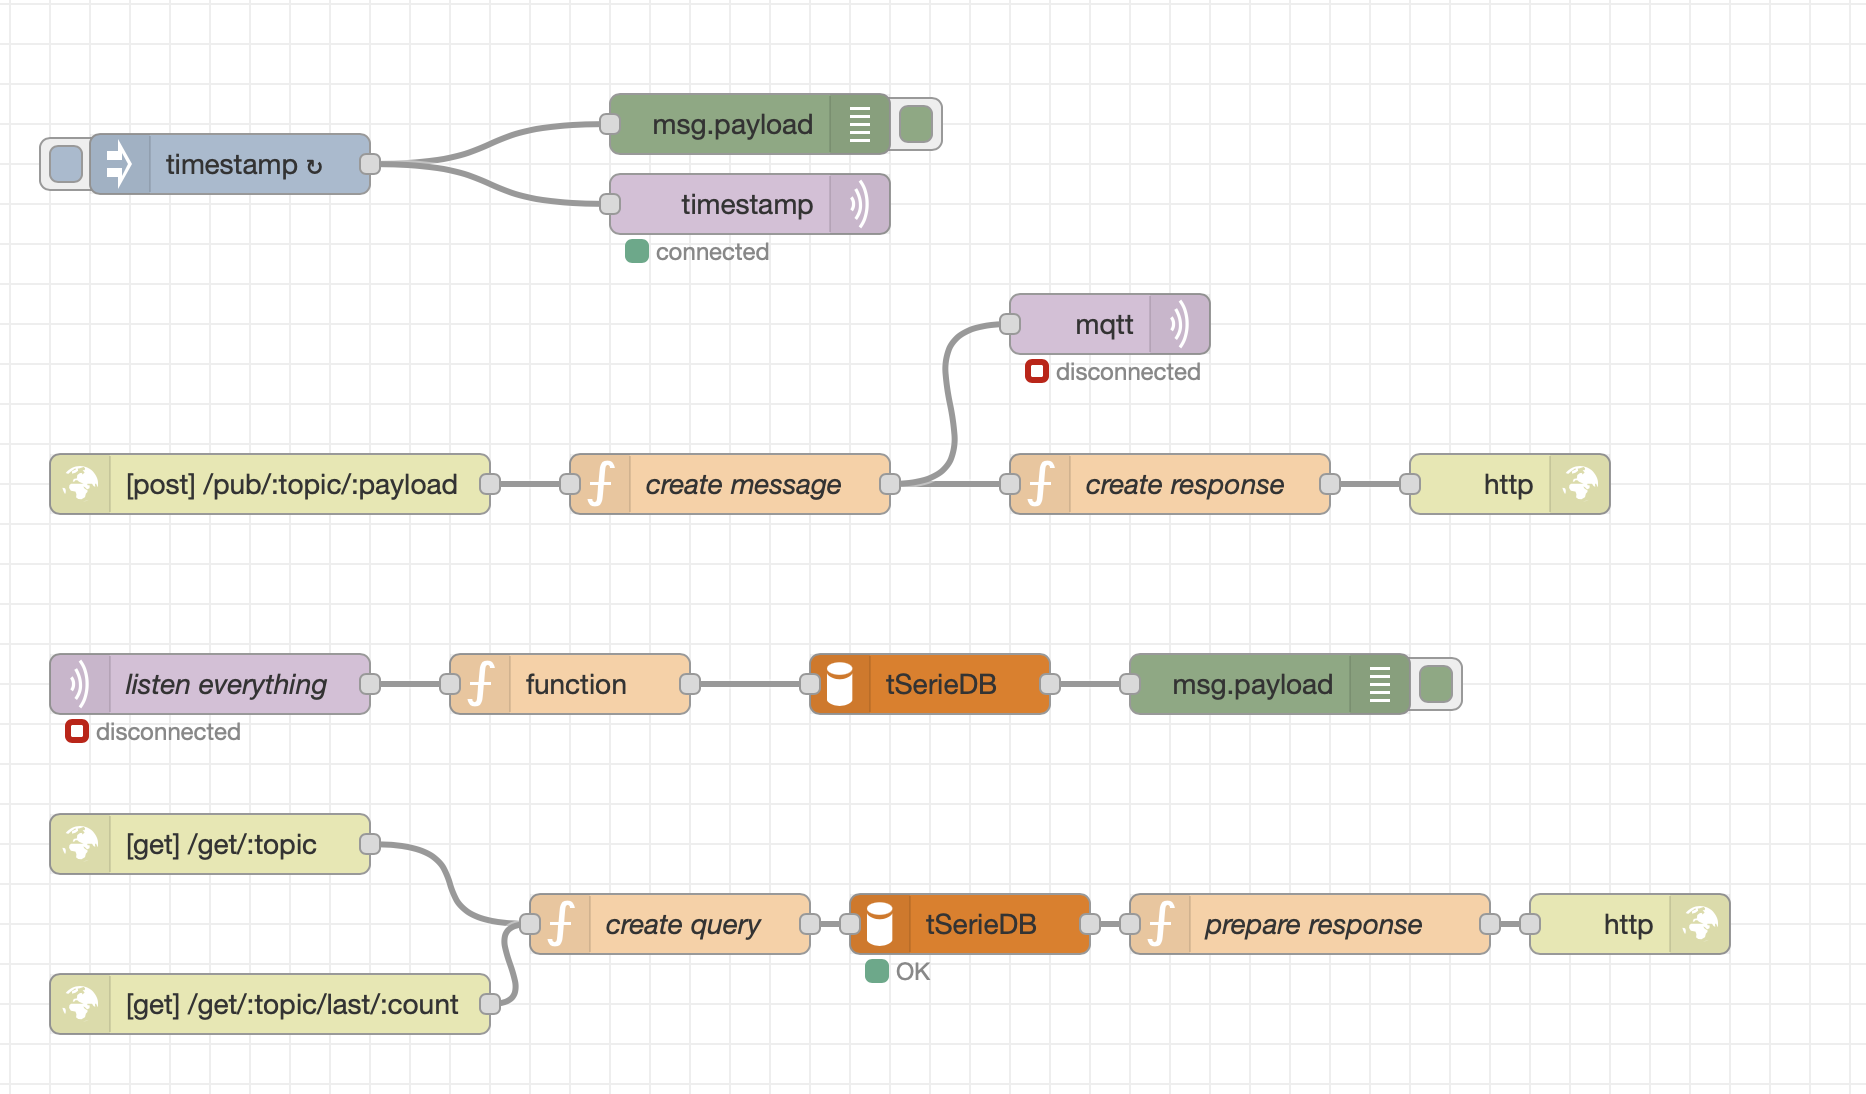 msg.payload
timestamp ↻
timestamp
connected
mqtt
disconnected
[post] /pub/:topic/:payload
create message
create response
http
listen everything
function
tSerieDB
msg.payload
disconnected
[get] /get/:topic
create query
tSerieDB
prepare response
http
OK
[get] /get/:topic/last/:count